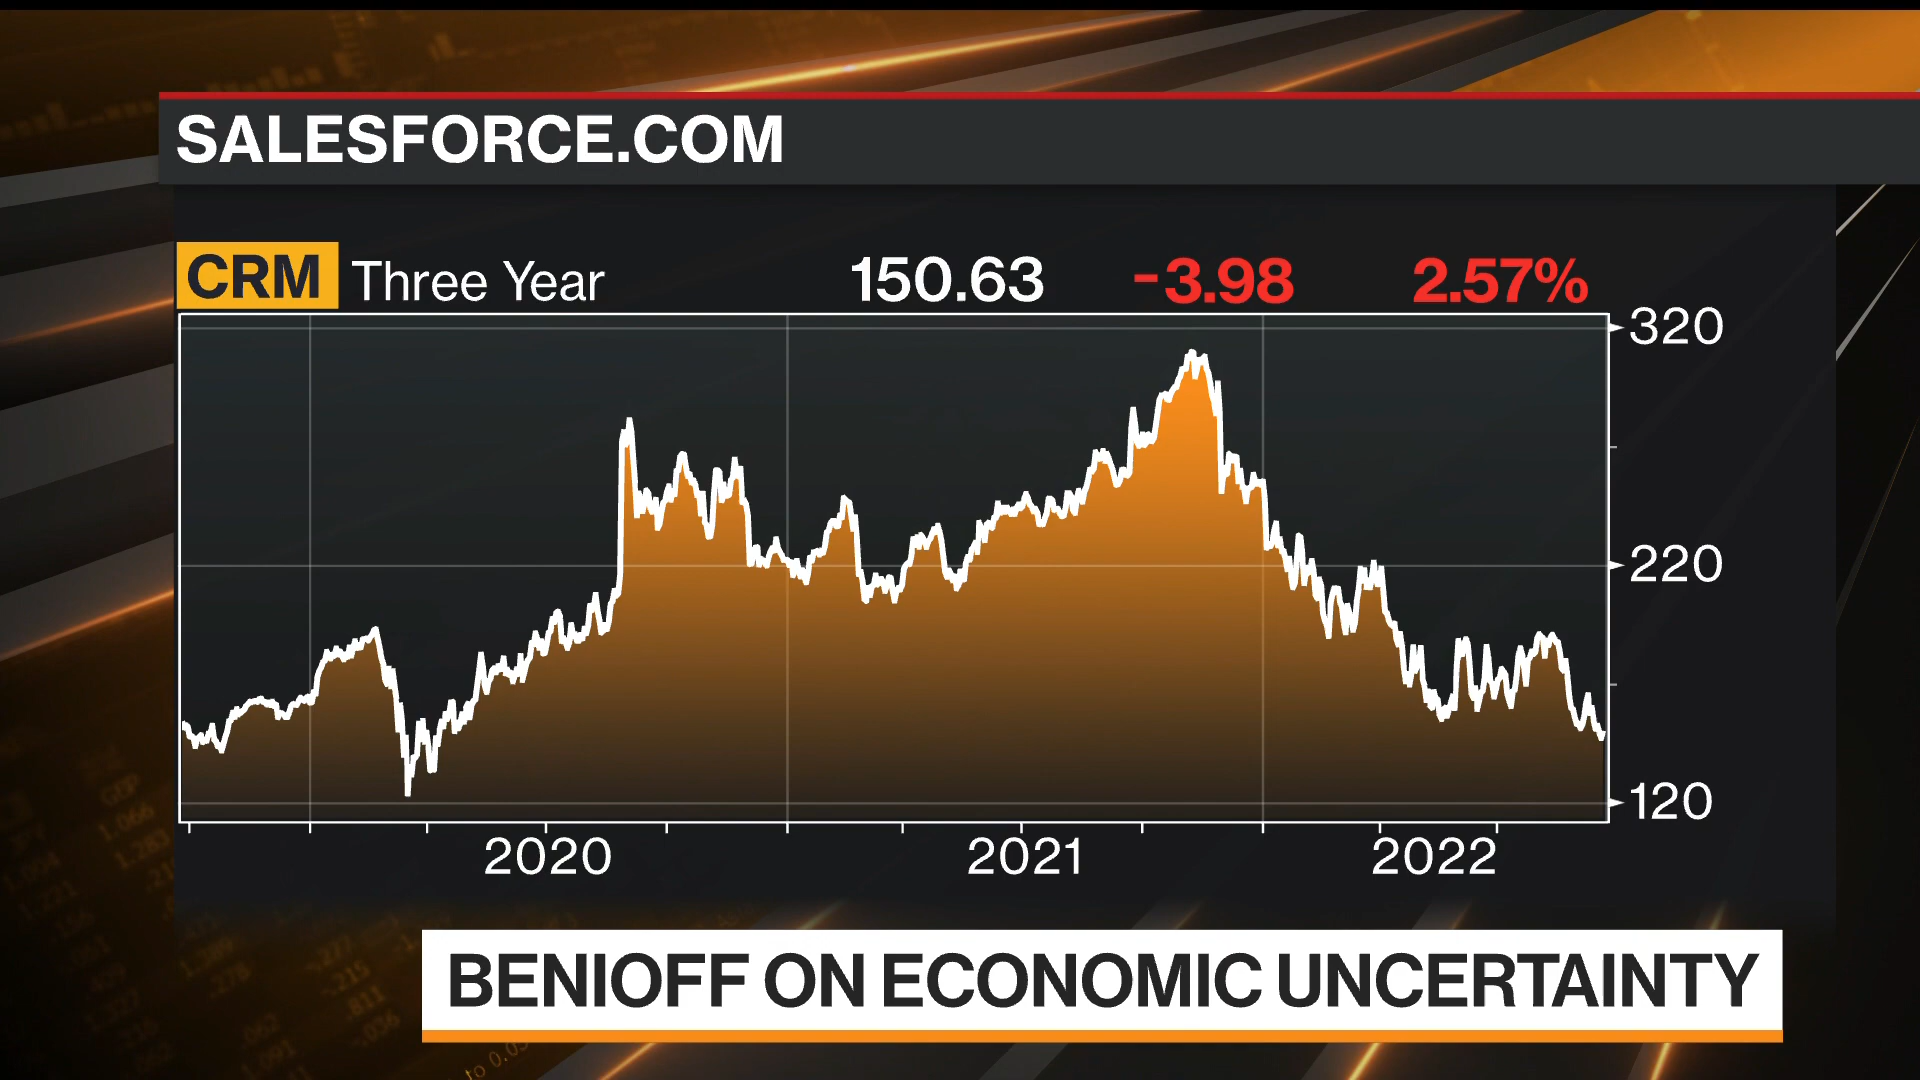 SALESFORCE.COM
CRM Three Year 150.63 -3.98 2.57%
320
220
120
2020 2021 2022
BENIOFF ON ECONOMIC UNCERTAINTY